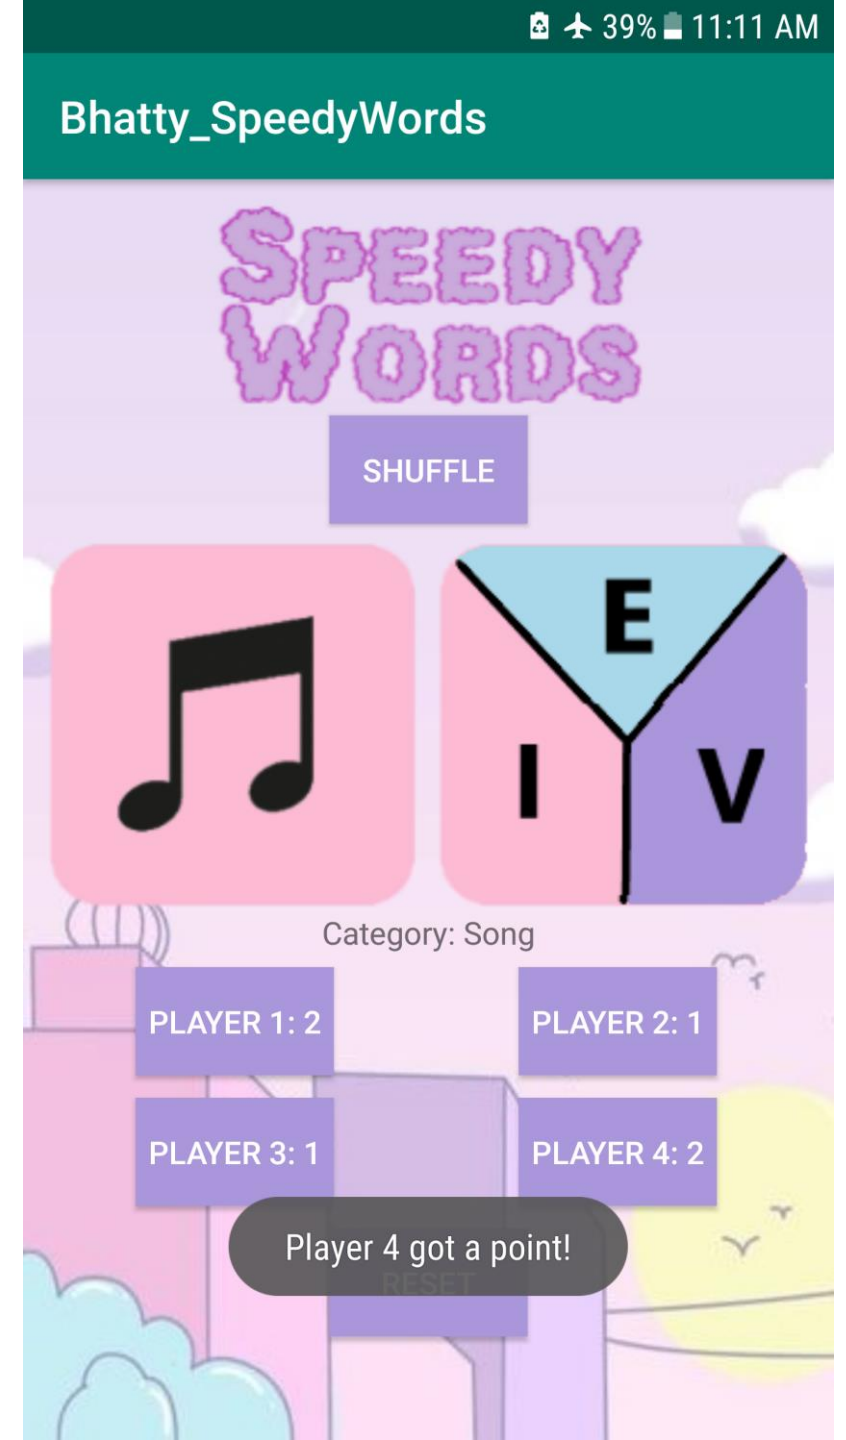 39% 11:11 AM
Bhatty_SpeedyWords
SPEEDY
WORDS
SHUFFLE
E
I V
Category: Song
PLAYER 1: 2 PLAYER 2: 1
PLAYER 3: 1 PLAYER 4: 2
Player 4 got a point!
RESET